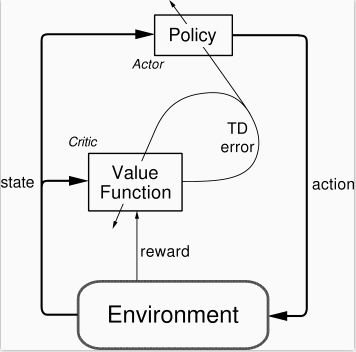 Policy
Actor
TD
error
Critic
Value
Function
state
action
reward
Environment